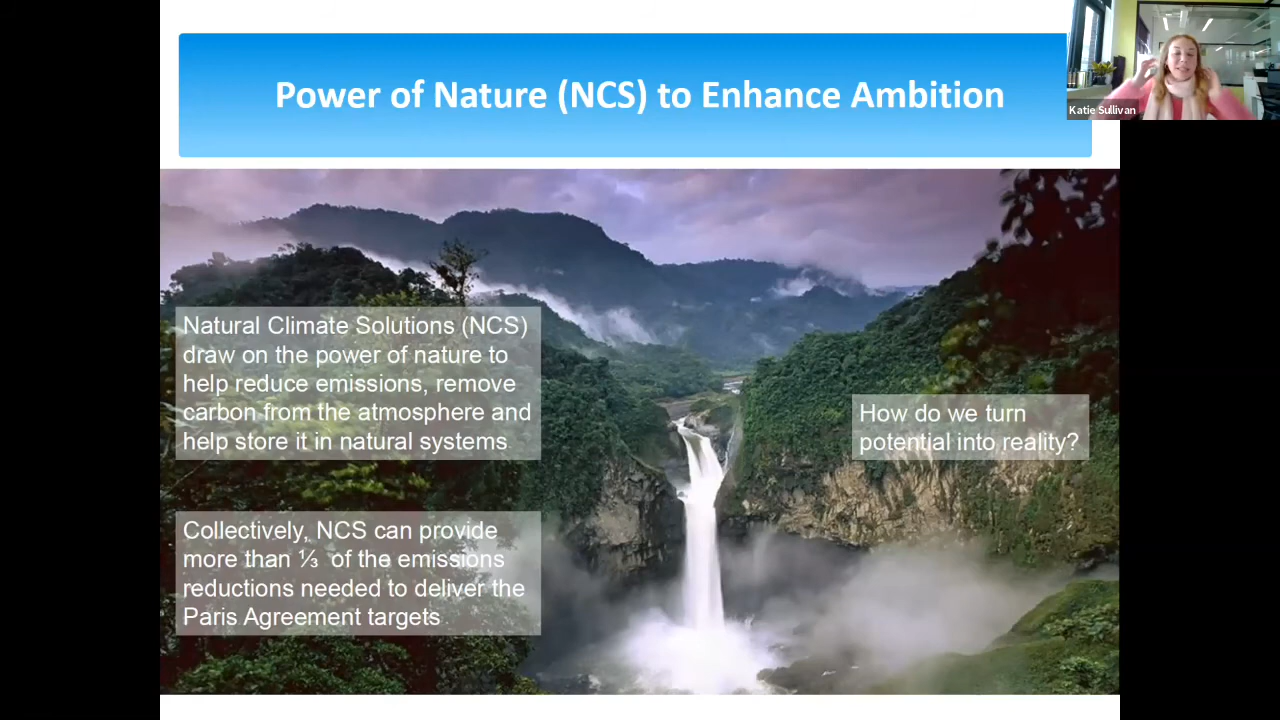 Power of Nature (NCS) to Enhance Ambition
Katie Sullivan
Natural Climate Solutions (NCS)
draw on the power of nature to
help reduce emissions, remove
carbon from the atmosphere and
help store it in natural systems
How do we turn
potential into reality?
Collectively, NCS can provide
more than ⅓ of the emissions
reductions needed to deliver the
Paris Agreement targets